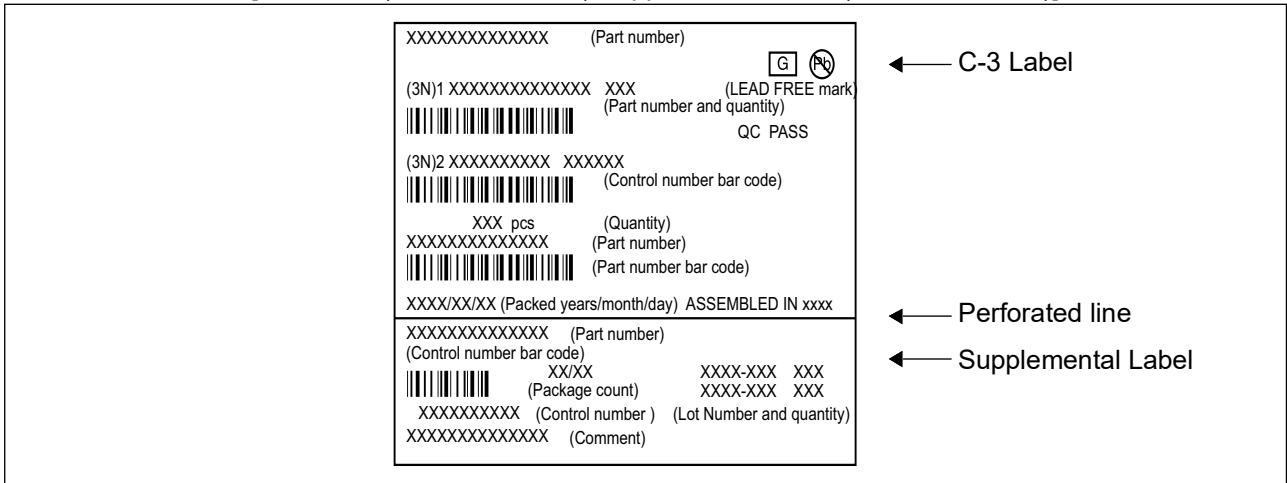 XXXXXXXXXXXXXX (Part number)
G Pb
C-3 Label
(3N)1 XXXXXXXXXXXXXX XXX (LEAD FREE mark)
(Part number and quantity)
QC PASS
(3N)2 XXXXXXXXXX XXXXXX
(Control number bar code)
XXX pcs (Quantity)
XXXXXXXXXXXXXX (Part number)
(Part number bar code)
XXXX/XX/XX (Packed years/month/day) ASSEMBLED IN xxxx
Perforated line
XXXXXXXXXXXXXX (Part number)
(Control number bar code)
Supplemental Label
XX/XX XXXX-XXX XXX
(Package count) XXXX-XXX XXX
XXXXXXXXXX (Control number ) (Lot Number and quantity)
XXXXXXXXXXXXXX (Comment)